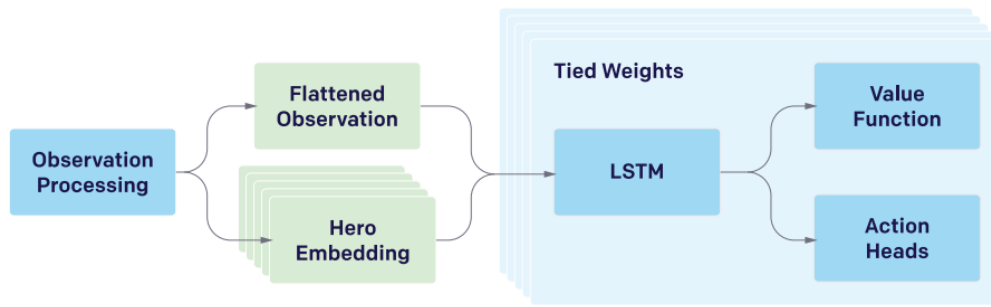 Observation
Processing
Flattened
Observation
Hero
Embedding
Tied Weights
LSTM
Value
Function
Action
Heads